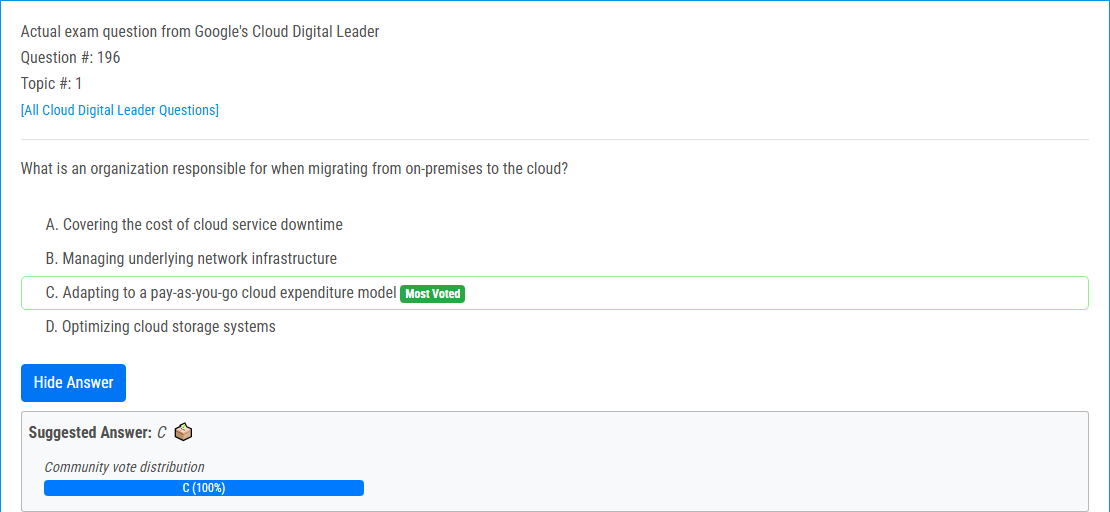 Actual exam question from Google's Cloud Digital Leader
Question #: 196
Topic #: 1
[All Cloud Digital Leader Questions]
What is an organization responsible for when migrating from on-premises to the cloud?
A. Covering the cost of cloud service downtime
B. Managing underlying network infrastructure
C. Adapting to a pay-as-you-go cloud expenditure model Most Voted
D. Optimizing cloud storage systems
Hide Answer
Suggested Answer: C
Community vote distribution
C (100%)